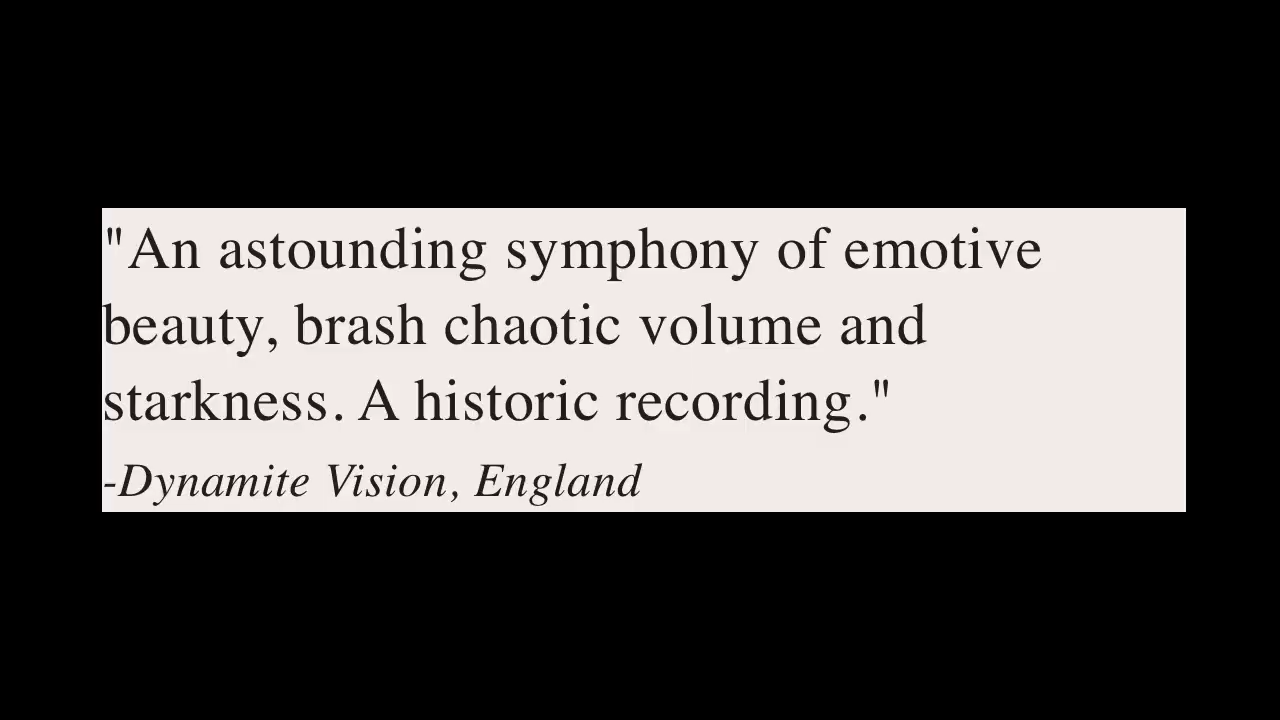 "An astounding symphony of emotive
beauty, brash chaotic volume and
starkness. A historic recording."
-Dynamite Vision, England